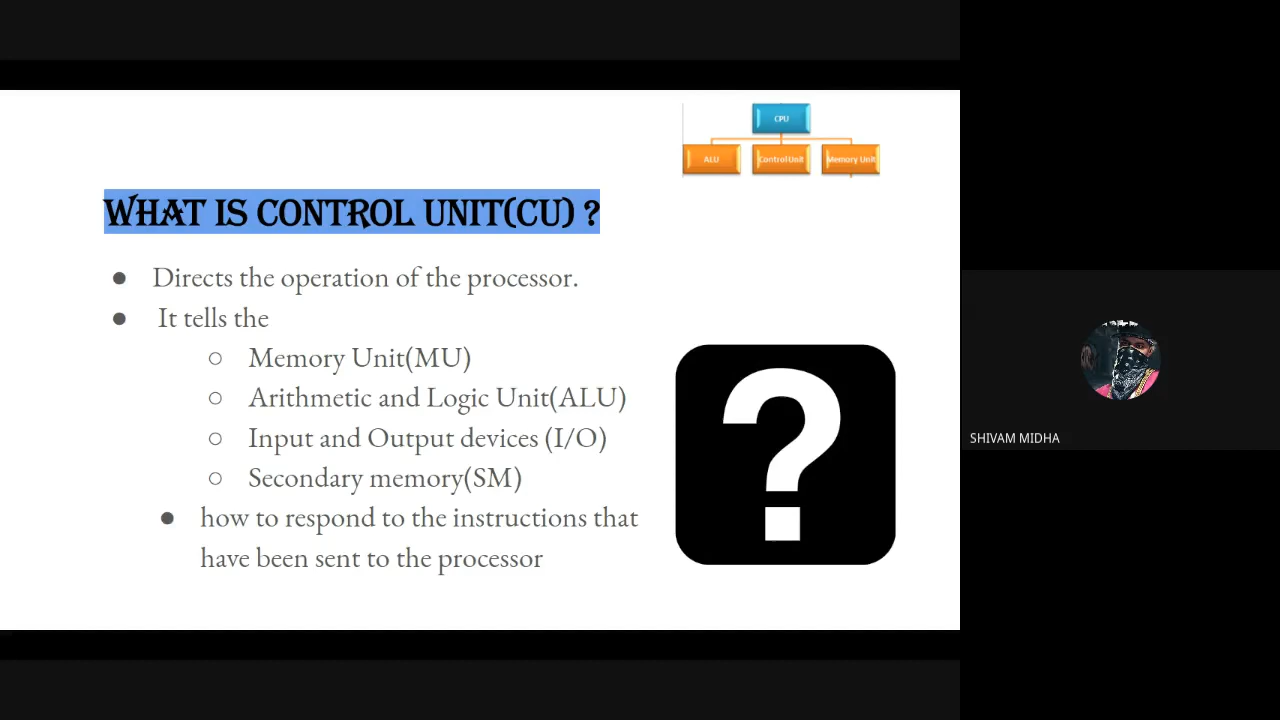 CPU
ALU
Control Unit
Memory Unit
WHAT IS CONTROL UNIT(CU) ?
● Directs the operation of the processor.
● It tells the
○ Memory Unit(MU)
○ Arithmetic and Logic Unit(ALU)
○ Input and Output devices (I/O)
○ Secondary memory(SM)
● how to respond to the instructions that
have been sent to the processor
?
SHIVAM MIDHA